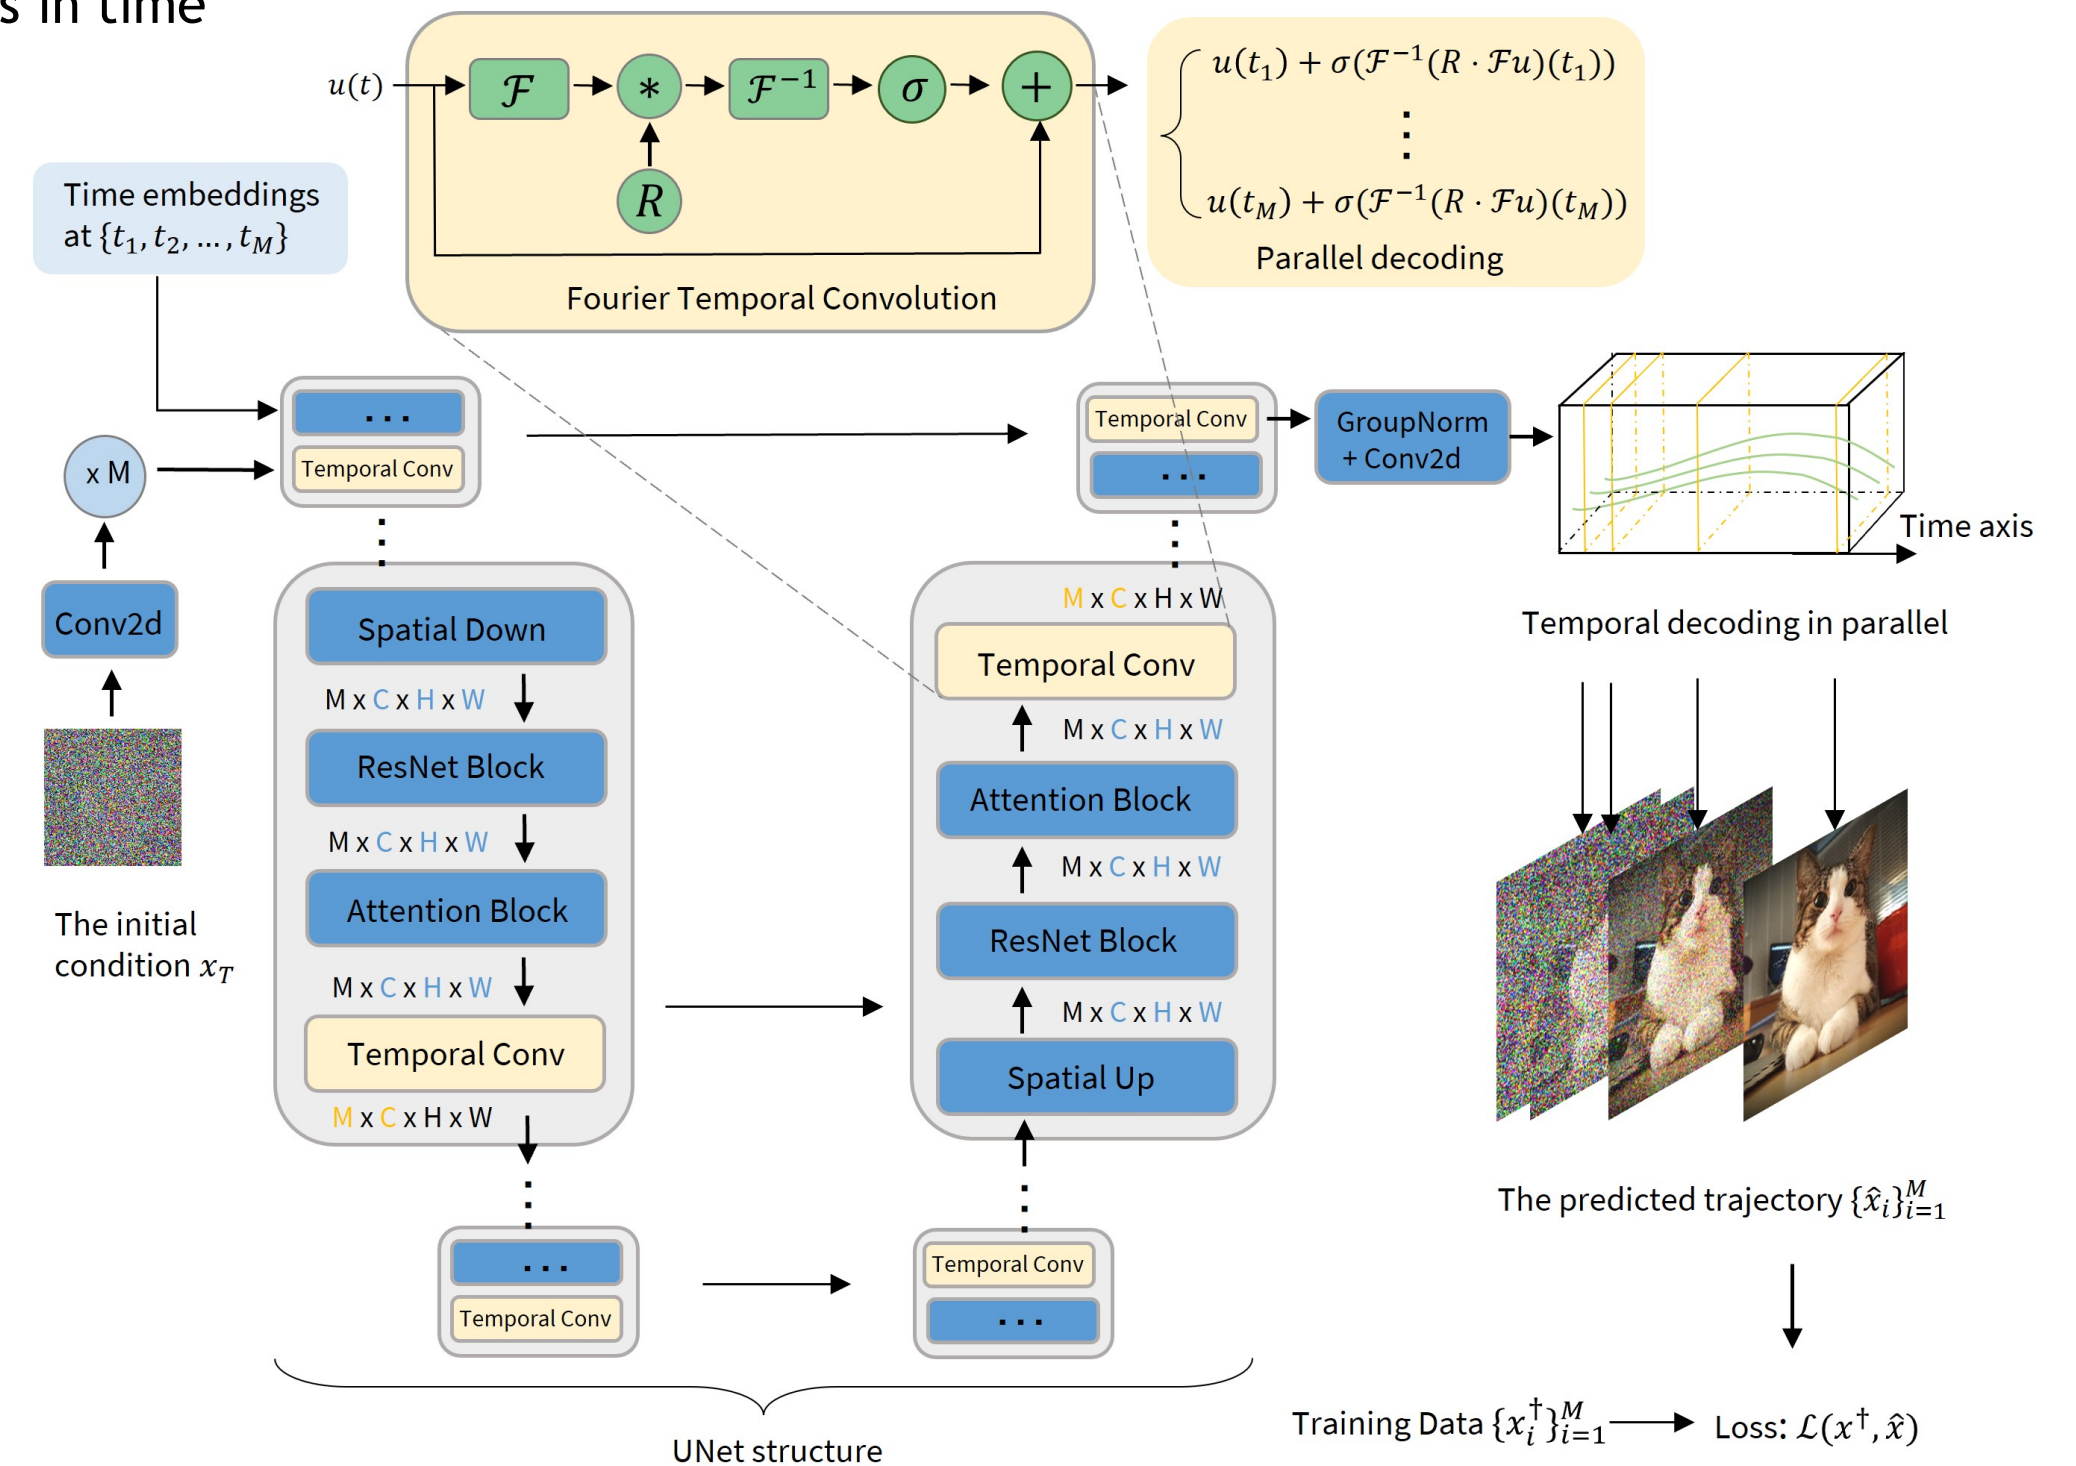 s in time
u(t)
ℱ
*
ℱ⁻¹
σ
+
R
Fourier Temporal Convolution
u(t₁) + σ(ℱ⁻¹(R · ℱu)(t₁))
⋮
u(t_M) + σ(ℱ⁻¹(R · ℱu)(t_M))
Parallel decoding
Time embeddings
at {t₁, t₂, … , t_M}
x M
Conv2d
The initial
condition x_T
...
Temporal Conv
Spatial Down
M x C x H x W
ResNet Block
M x C x H x W
Attention Block
M x C x H x W
Temporal Conv
M x C x H x W
...
Temporal Conv
Temporal Conv
...
Spatial Up
M x C x H x W
ResNet Block
M x C x H x W
Attention Block
M x C x H x W
Temporal Conv
M x C x H x W
Temporal Conv
...
GroupNorm
+ Conv2d
Time axis
Temporal decoding in parallel
The predicted trajectory {x̂ᵢ}ᵢ₌₁ᴹ
Training Data {xᵢ†}ᵢ₌₁ᴹ
Loss: ℒ(x†, x̂)
UNet structure